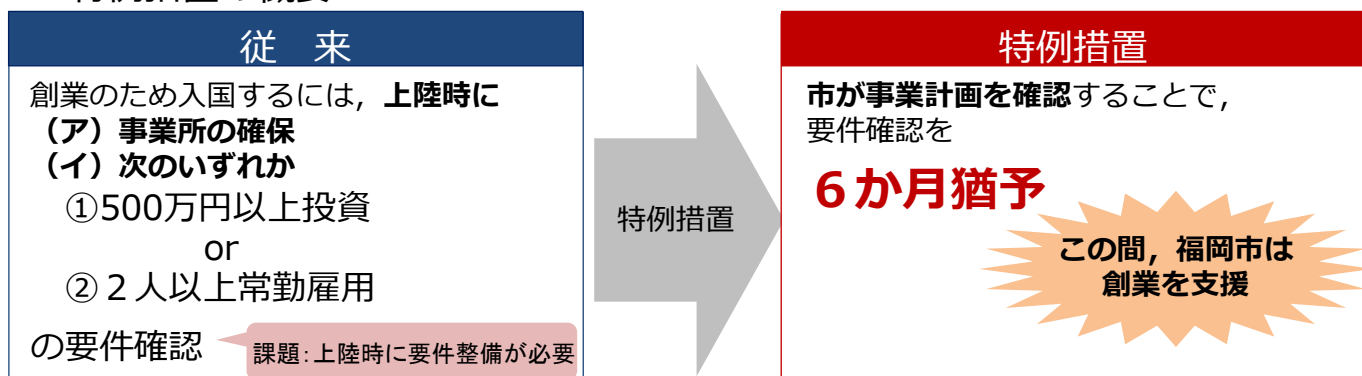 従　来
創業のため入国するには，上陸時に
（ア）事業所の確保
（イ）次のいずれか
①500万円以上投資
or
②２人以上常勤雇用
の要件確認
課題：上陸時に要件整備が必要
特例措置
特例措置
市が事業計画を確認することで，
要件確認を
６か月猶予
この間，福岡市は
創業を支援